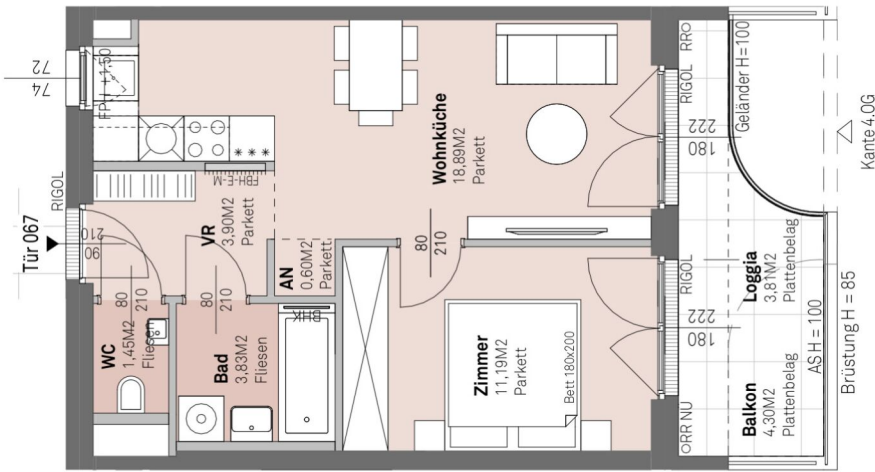 72
74
FPH +1,50
RIGOL
Tür 067
210
90
VR
3,90M2
Parkett
FBH-E-M
***
AN
0,60M2
Parkett
80
210
80
210
WC
1,45M2
Fliesen
Bad
3,83M2
Fliesen
Wohnküche
18,89M2
Parkett
80
210
Zimmer
11,19M2
Parkett
Bett 180x200
RRO
RIGOL
222
180
Geländer H=100
Kante 4.OG
RIGOL
222
180
Loggia
3,81M2
Plattenbelag
AS H = 100
Brüstung H = 85
Balkon
4,30M2
Plattenbelag
ORR NU